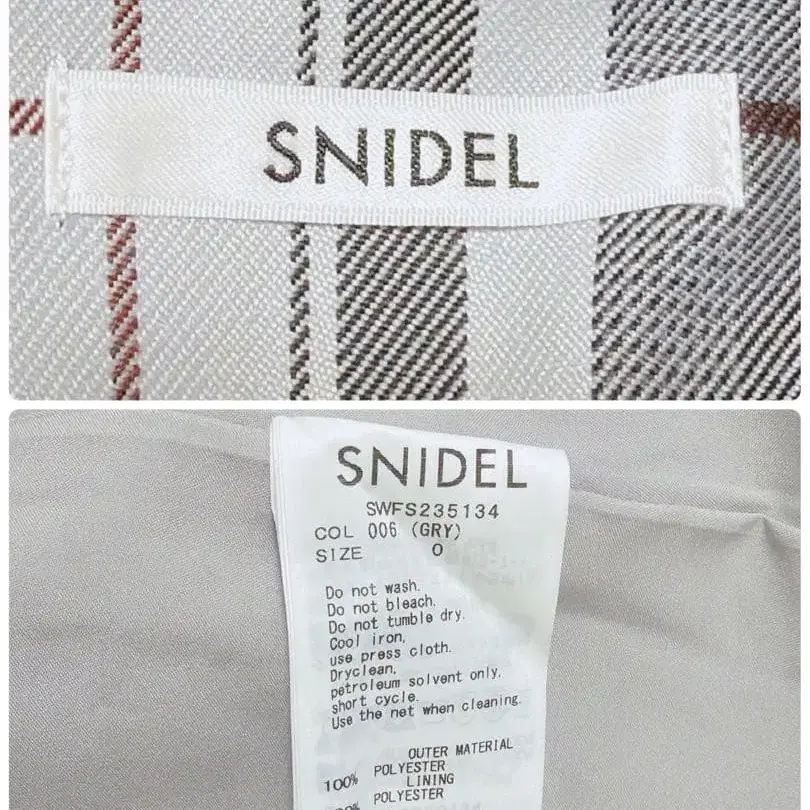 SNIDEL
SNIDEL
SWFS235134
COL 006 (GRY)
SIZE 0
Do not wash.
Do not bleach.
Do not tumble dry.
Cool iron,
use press cloth.
Dryclean,
petroleum solvent only,
short cycle.
Use the net when cleaning.
OUTER MATERIAL
100% POLYESTER
LINING
POLYESTER